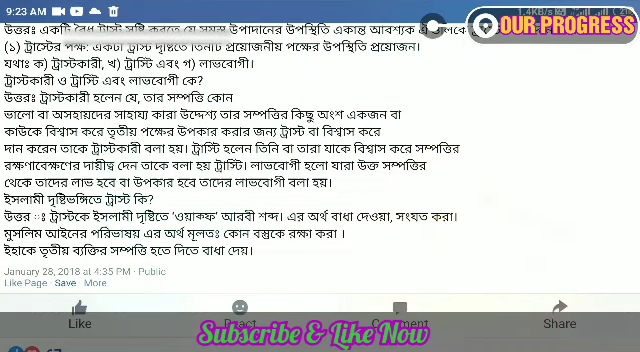 9:23 AM
1.4KB/s
OUR PROGRESS
উত্তরঃ একটি বৈধ ট্রাস্ট সৃষ্টি করতে যে সমস্ত উপাদানের উপস্থিতি একান্ত আবশ্যক
(১) ট্রাস্টের পক্ষ: একটা ট্রাস্ট দৃষ্টিতে তিনটি প্রয়োজনীয় পক্ষের উপস্থিতি প্রয়োজন।
যথাঃ ক) ট্রাস্টকারী, খ) ট্রাস্টি এবং গ) লাভবোগী।
ট্রাস্টকারী ও ট্রাস্টি এবং লাভবোগী কে?
উত্তরঃ ট্রাস্টকারী হলেন যে, তার সম্পত্তি কোন
ভালো বা অসহায়দের সাহায্য কারা উদ্দেশ্য তার সম্পত্তির কিছু অংশ একজন বা
কাউকে বিশ্বাস করে তৃতীয় পক্ষের উপকার করার জন্য ট্রাস্ট বা বিশ্বাস করে
দান করেন তাকে ট্রাস্টকারী বলা হয়। ট্রাস্টি হলেন তিনি বা তারা যাকে বিশ্বাস করে সম্পত্তির
রক্ষণাবেক্ষণের দায়ীত্ব দেন তাকে বলা হয় ট্রাস্টি। লাভবোগী হলো যারা উক্ত সম্পত্তির
থেকে তাদের লাভ হবে বা উপকার হবে তাদের লাভবোগী বলা হয়।
ইসলামী দৃষ্টিভঙ্গিতে ট্রাস্ট কি?
উত্তর ঃ ট্রাস্টকে ইসলামী দৃষ্টিতে 'ওয়াক্ফ' আরবী শব্দ। এর অর্থ বাধা দেওয়া, সংযত করা।
মুসলিম আইনের পরিভাষয় এর অর্থ মূলতঃ কোন বস্তুকে রক্ষা করা ।
ইহাকে তৃতীয় ব্যক্তির সম্পত্তি হতে দিতে বাধা দেয়।
January 28, 2018 at 4:35 PM · Public
Like Page · Save · More
Like React Comment Share
Subscribe & Like Now
67